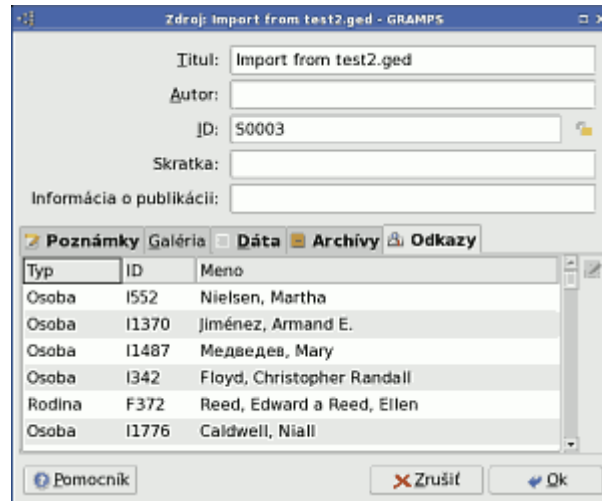 Zdroj: Import from test2.ged - GRAMPS
Titul: Import from test2.ged
Autor:
ID: S0003
Skratka:
Informácia o publikácii:
Poznámky Galéria Dáta Archívy Odkazy
Typ ID Meno
Osoba I552 Nielsen, Martha
Osoba I1370 Jiménez, Armand E.
Osoba I1487 Медведев, Mary
Osoba I342 Floyd, Christopher Randall
Rodina F372 Reed, Edward a Reed, Ellen
Osoba I1776 Caldwell, Niall
Pomocník Zrušiť Ok